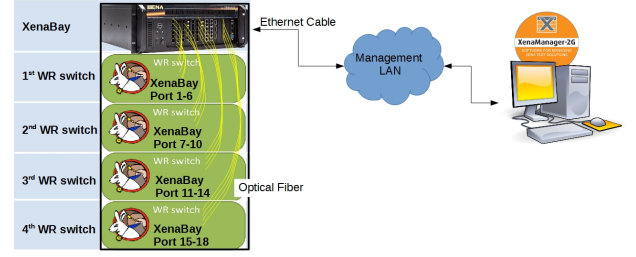 XenaBay
XENA
Ethernet Cable
Management
LAN
XenaManager-2G
1st WR switch
WR switch
XenaBay
Port 1-6
2nd WR switch
WR switch
XenaBay
Port 7-10
3rd WR switch
WR switch
XenaBay
Port 11-14
Optical Fiber
4th WR switch
WR switch
XenaBay
Port 15-18